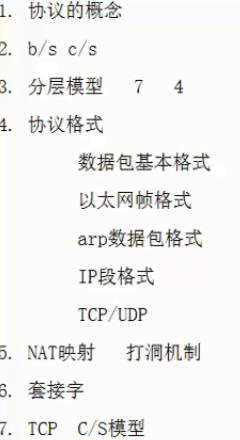 1. 协议的概念
2. b/s c/s
3. 分层模型 7 4
4. 协议格式
数据包基本格式
以太网帧格式
arp数据包格式
IP段格式
TCP/UDP
5. NAT映射 打洞机制
6. 套接字
7. TCP C/S模型